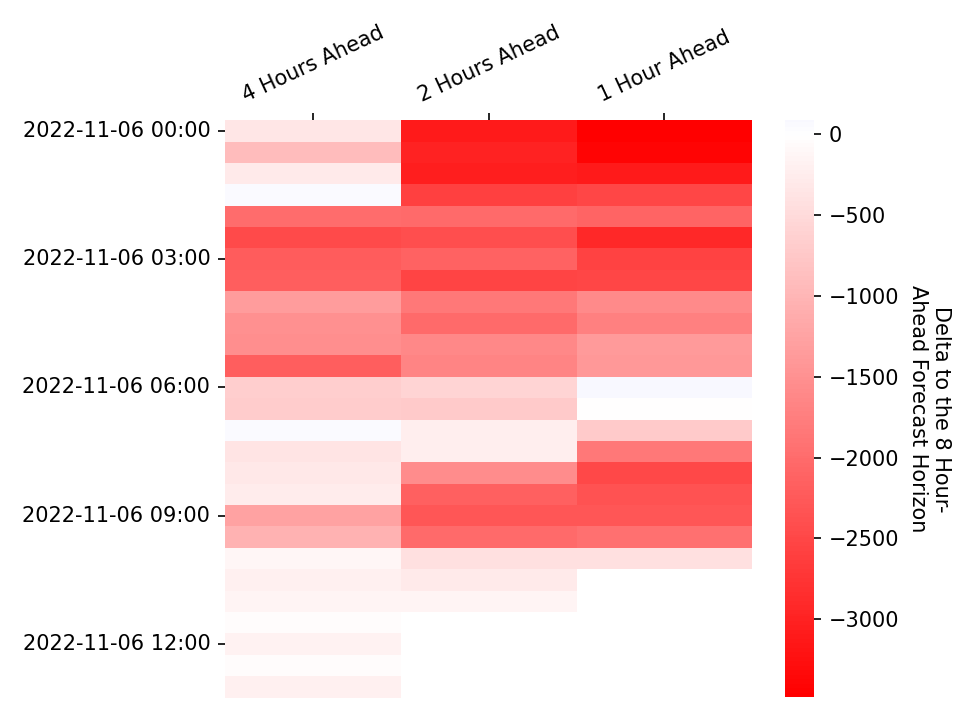 4 Hours Ahead
2 Hours Ahead
1 Hour Ahead
2022-11-06 00:00
2022-11-06 03:00
2022-11-06 06:00
2022-11-06 09:00
2022-11-06 12:00
0
−500
−1000
−1500
−2000
−2500
−3000
Delta to the 8 Hour-
Ahead Forecast Horizon